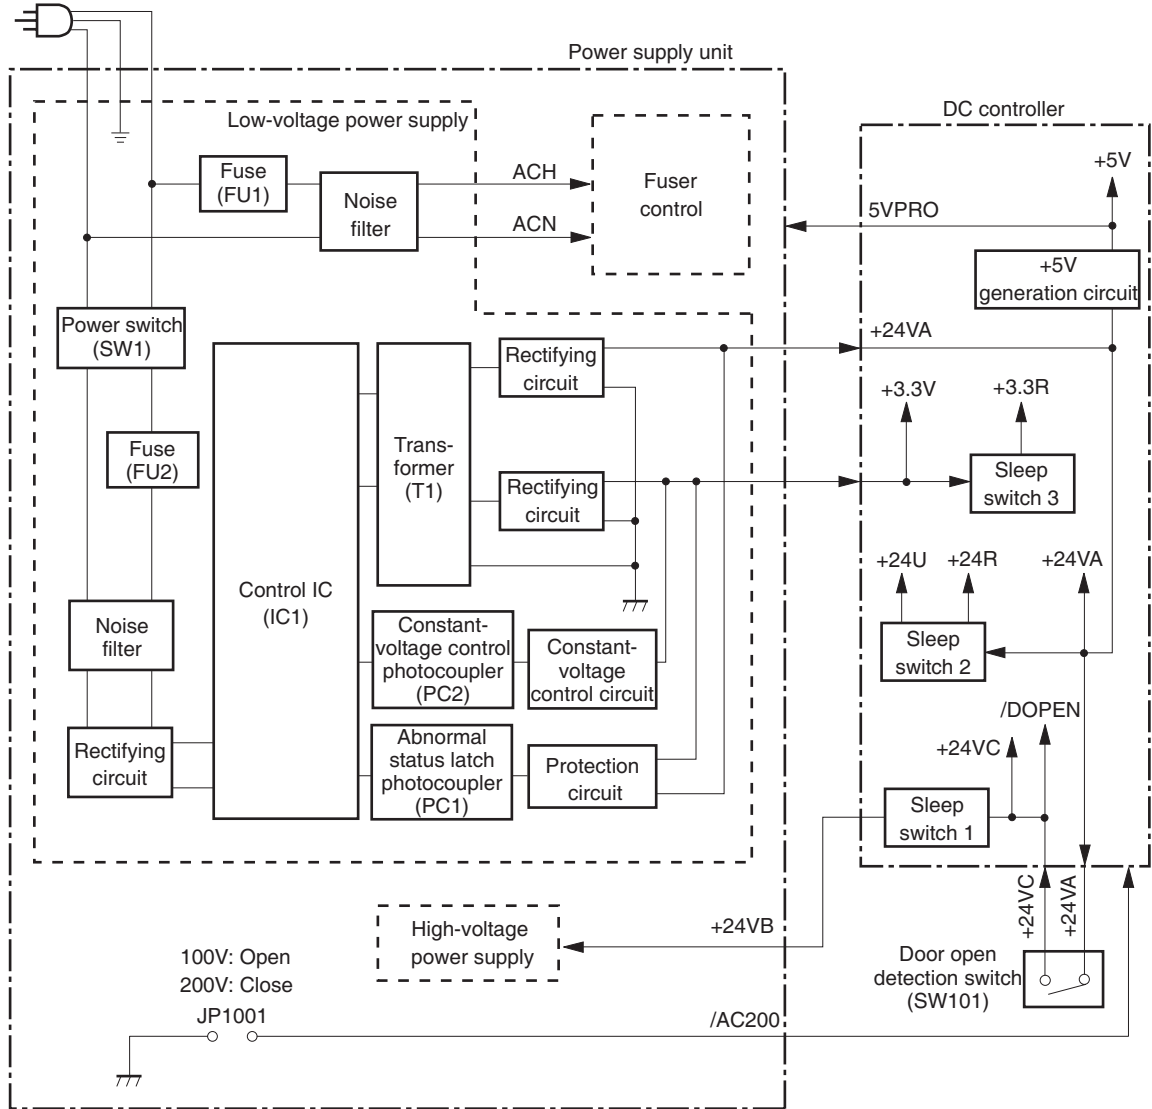 Power supply unit
Low-voltage power supply
DC controller
+5V
Fuse
(FU1)
Noise
filter
ACH
ACN
Fuser
control
5VPRO
+5V
generation circuit
Power switch
(SW1)
+24VA
Rectifying
circuit
+3.3V
+3.3R
Fuse
(FU2)
Trans-
former
(T1)
Rectifying
circuit
Sleep
switch 3
Control IC
(IC1)
+24U
+24R
+24VA
Noise
filter
Constant-
voltage control
photocoupler
(PC2)
Constant-
voltage
control circuit
Sleep
switch 2
/DOPEN
+24VC
Rectifying
circuit
Abnormal
status latch
photocoupler
(PC1)
Protection
circuit
Sleep
switch 1
+24VC
+24VA
High-voltage
power supply
+24VB
Door open
detection switch
(SW101)
100V: Open
200V: Close
JP1001
/AC200